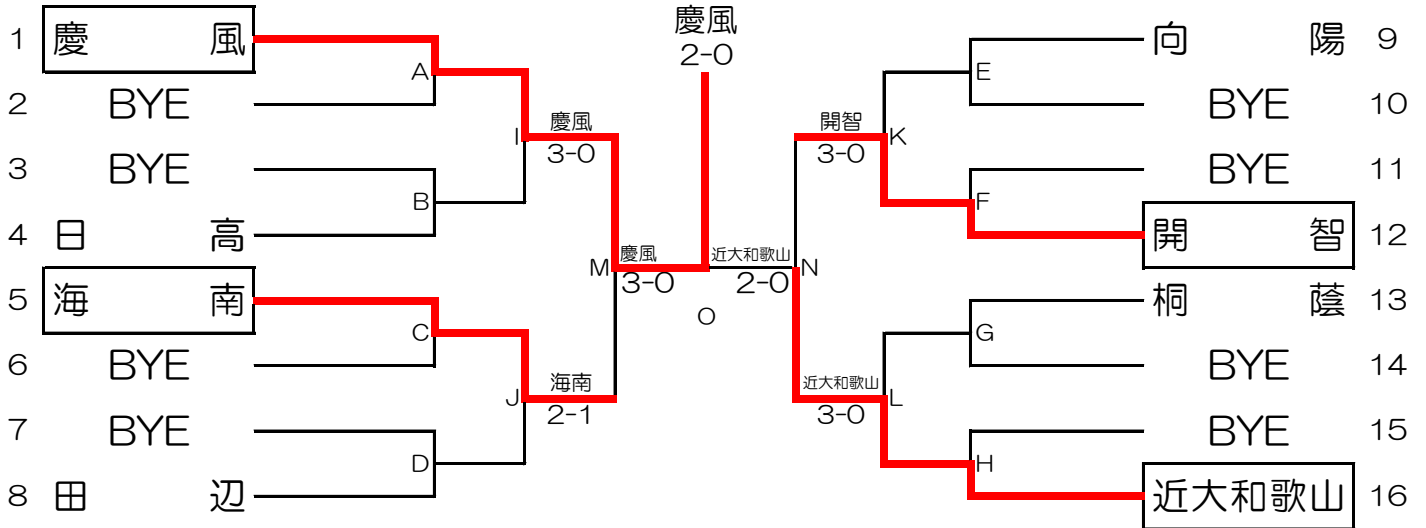 1 慶風
2 BYE
3 BYE
4 日高
5 海南
6 BYE
7 BYE
8 田辺
A
B
C
D
I
慶風
3-0
J
海南
2-1
M
慶風
3-0
慶風
2-0
O
近大和歌山
2-0
N
開智
3-0
K
近大和歌山
3-0
L
E
F
G
H
向陽 9
BYE 10
BYE 11
開智 12
桐蔭 13
BYE 14
BYE 15
近大和歌山 16